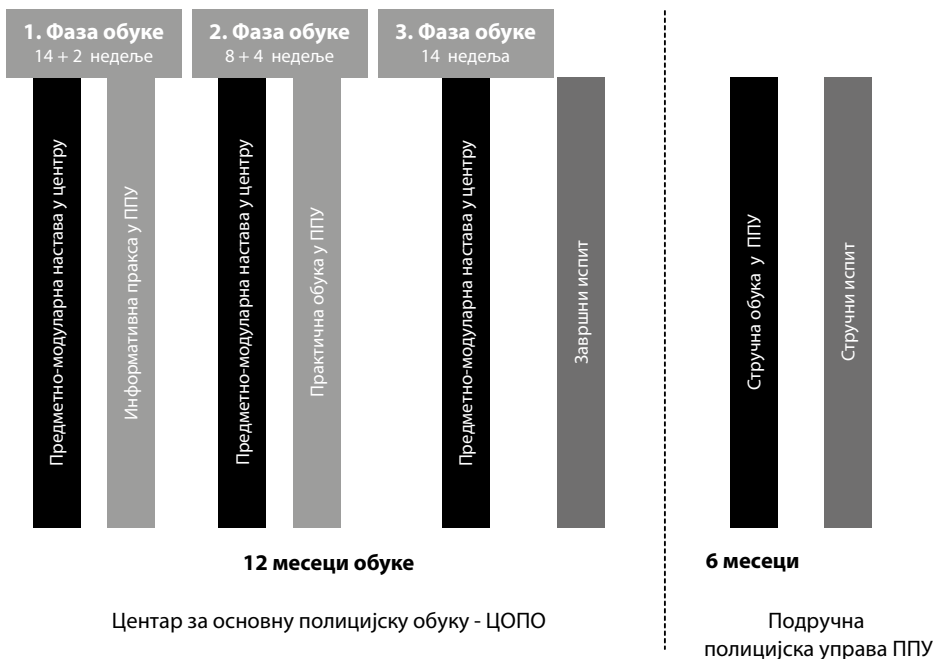 1. Фаза обуке
14 + 2 недеље
2. Фаза обуке
8 + 4 недеље
3. Фаза обуке
14 недеља
Предметно-модуларна настава у центру
Информативна пракса у ППУ
Предметно-модуларна настава у центру
Практична обука у ППУ
Предметно-модуларна настава у центру
Завршни испит
Стручна обука у ППУ
Стручни испит
12 месеци обуке
6 месеци
Центар за основну полицијску обуку - ЦОПО
Подручна
полицијска управа ППУ